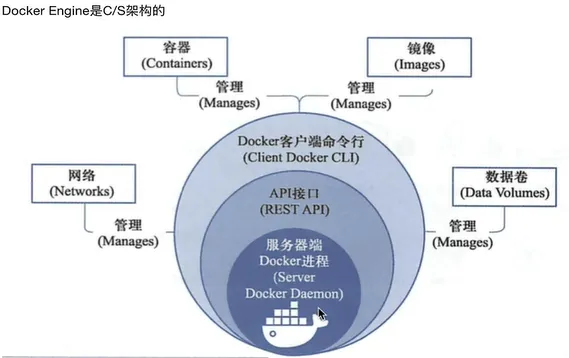 Docker Engine是C/S架构的
容器
(Containers)
镜像
(Images)
管理
(Manages)
管理
(Manages)
Docker客户端命令行
(Client Docker CLI)
网络
(Networks)
数据卷
(Data Volumes)
API接口
(REST API)
管理
(Manages)
管理
(Manages)
服务器端
Docker进程
(Server
Docker Daemon)